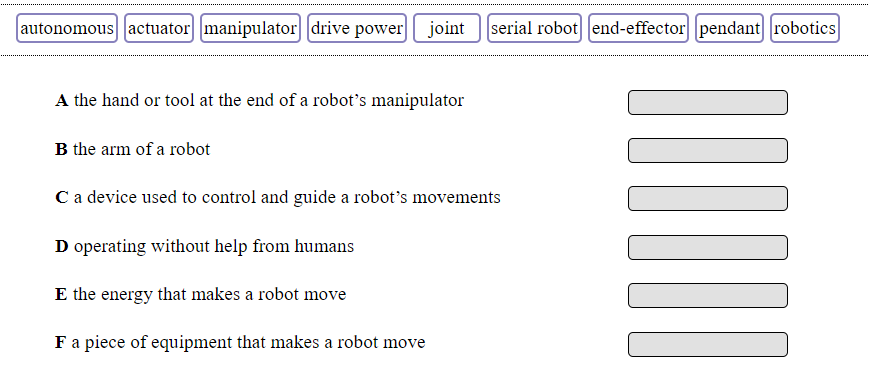 autonomous actuator manipulator drive power joint serial robot end-effector pendant robotics
A the hand or tool at the end of a robot’s manipulator
B the arm of a robot
C a device used to control and guide a robot’s movements
D operating without help from humans
E the energy that makes a robot move
F a piece of equipment that makes a robot move